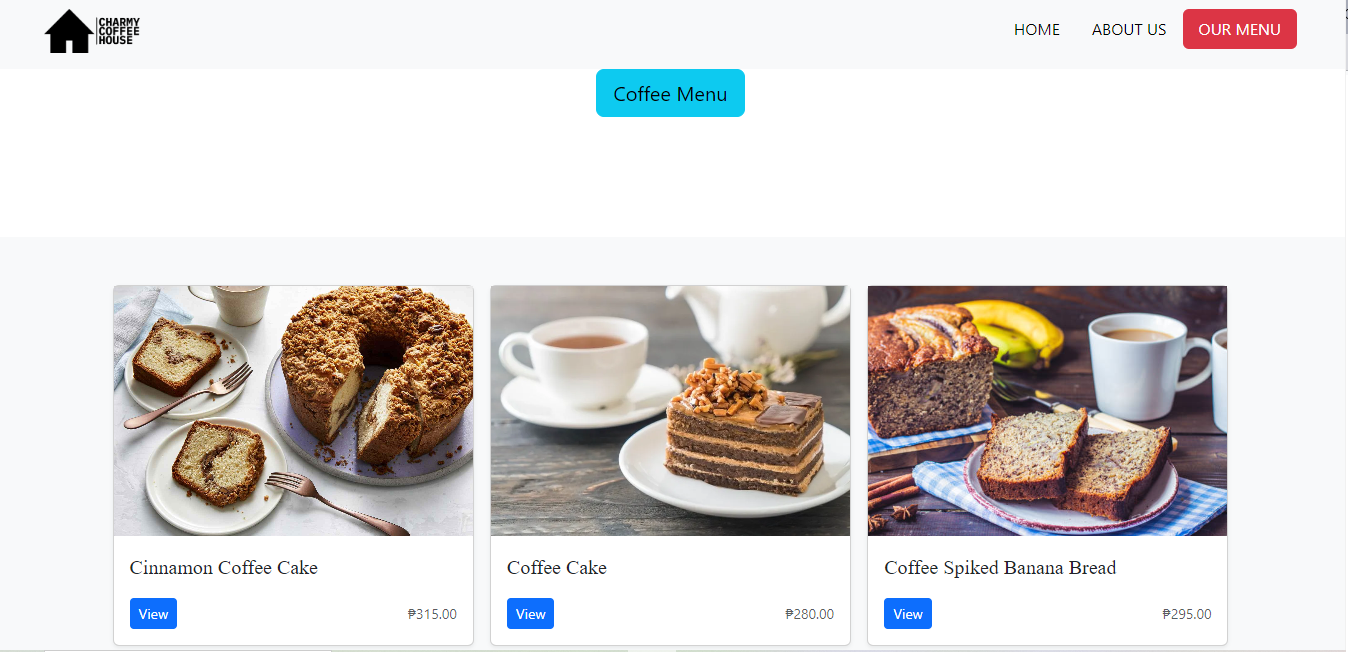 CHARMY
COFFEE
HOUSE
HOME ABOUT US OUR MENU
Coffee Menu
Cinnamon Coffee Cake
View ₱315.00
Coffee Cake
View ₱280.00
Coffee Spiked Banana Bread
View ₱295.00